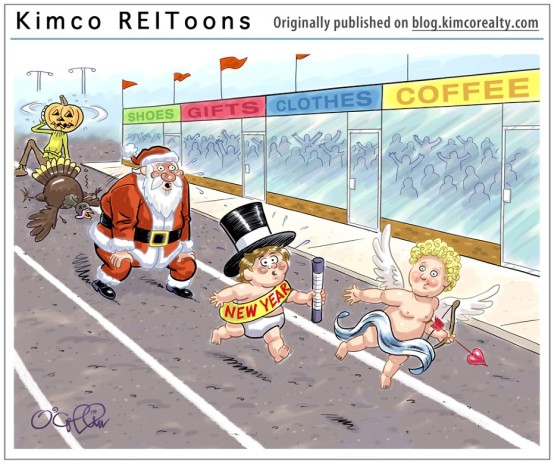 Kimco REIToons Originally published on blog.kimcorealty.com
SHOES GIFTS CLOTHES COFFEE
NEW YEAR